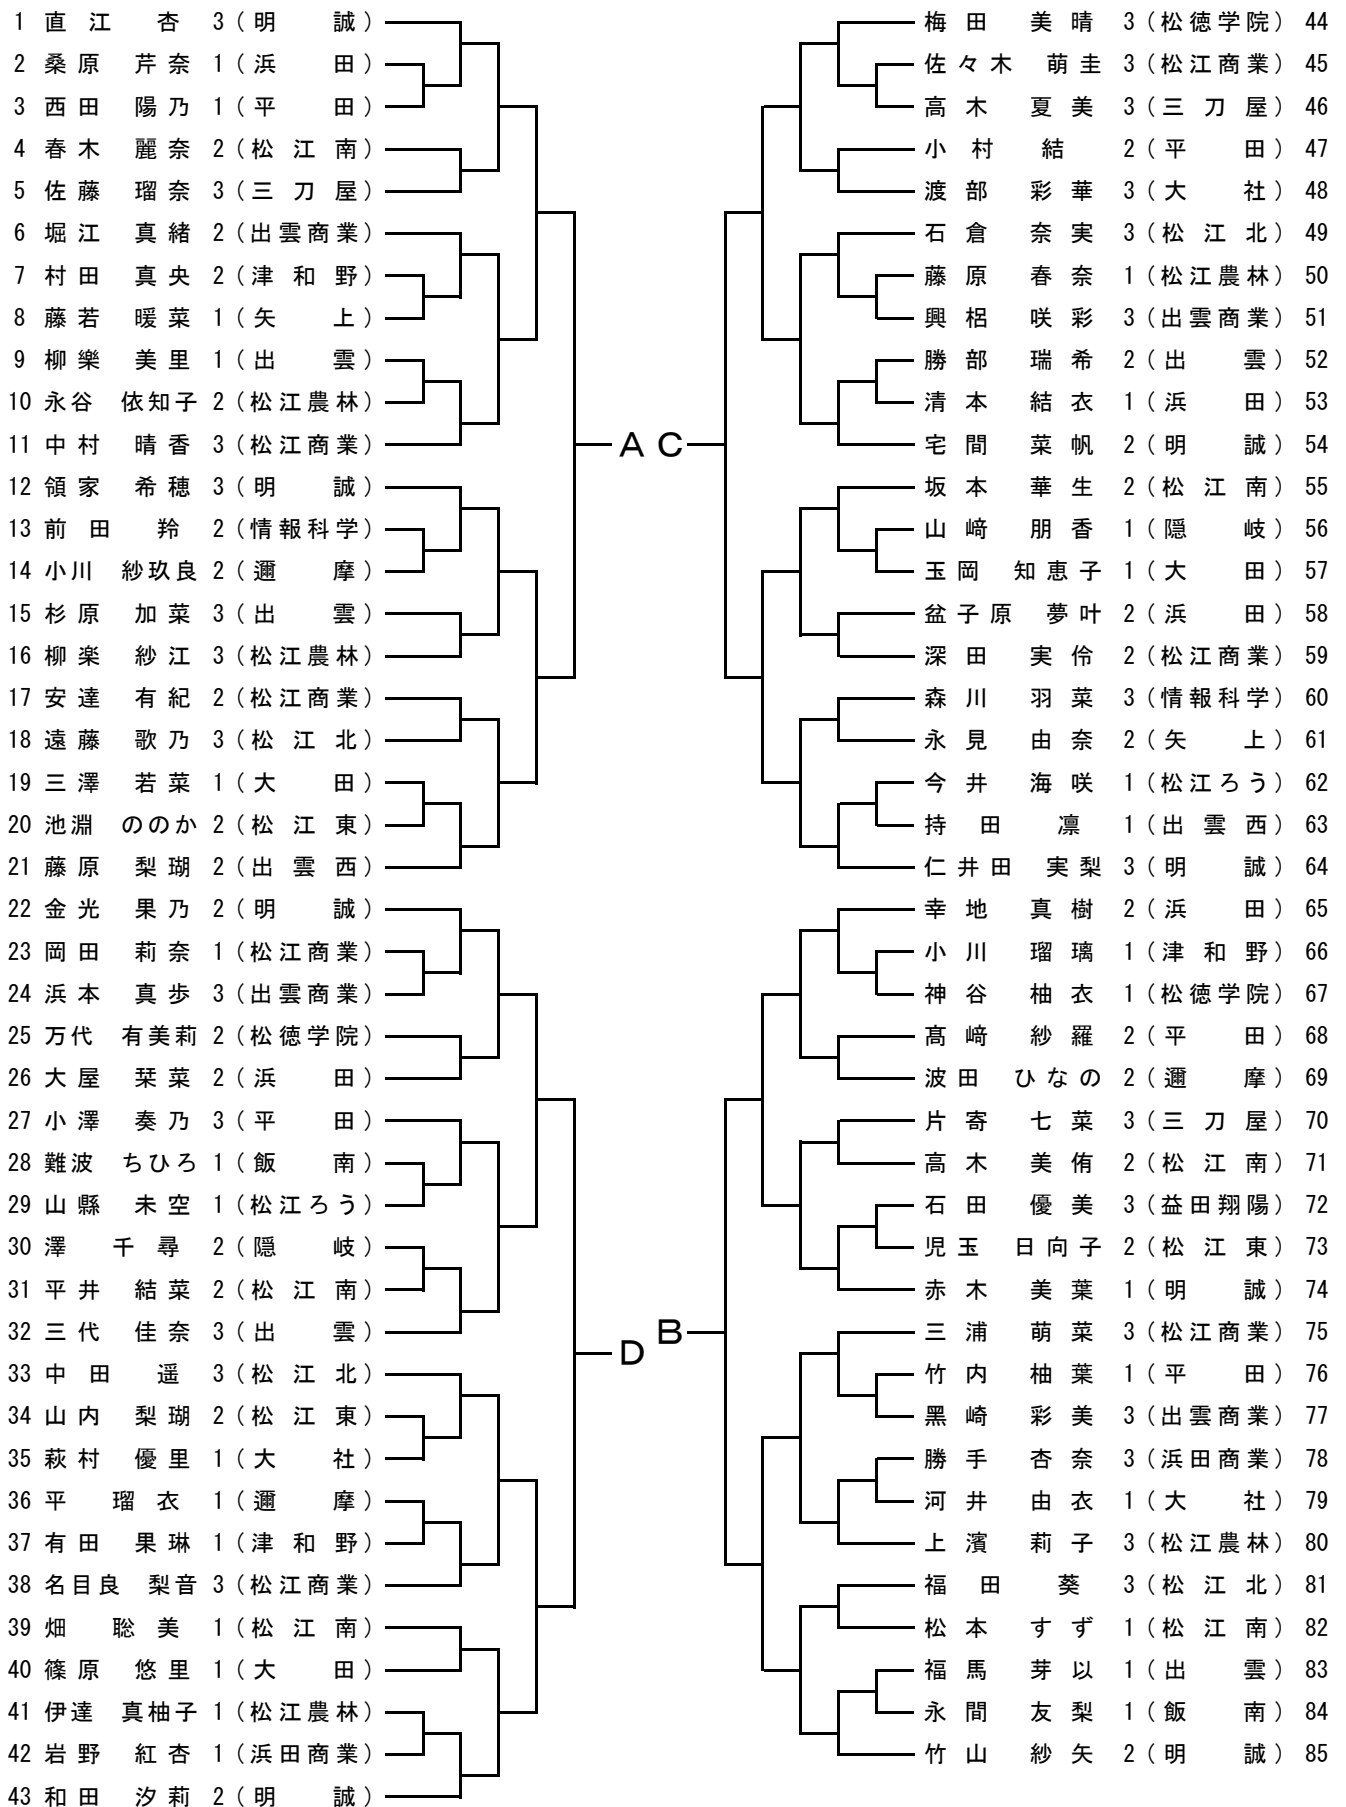 1 直江 杏 3(明 誠)
2 桑原 芹奈 1(浜 田)
3 西田 陽乃 1(平 田)
4 春木 麗奈 2(松江南)
5 佐藤 瑠奈 3(三刀屋)
6 堀江 真緒 2(出雲商業)
7 村田 真央 2(津和野)
8 藤若 暖菜 1(矢 上)
9 柳樂 美里 1(出 雲)
10 永谷 依知子 2(松江農林)
11 中村 晴香 3(松江商業)
12 領家 希穂 3(明 誠)
13 前田 羚 2(情報科学)
14 小川 紗玖良 2(邇 摩)
15 杉原 加菜 3(出 雲)
16 柳楽 紗江 3(松江農林)
17 安達 有紀 2(松江商業)
18 遠藤 歌乃 3(松江北)
19 三澤 若菜 1(大 田)
20 池淵 ののか 2(松江東)
21 藤原 梨瑚 2(出雲西)
22 金光 果乃 2(明 誠)
23 岡田 莉奈 1(松江商業)
24 浜本 真歩 3(出雲商業)
25 万代 有美莉 2(松徳学院)
26 大屋 栞菜 2(浜 田)
27 小澤 奏乃 3(平 田)
28 難波 ちひろ 1(飯 南)
29 山縣 未空 1(松江ろう)
30 澤 千尋 2(隠 岐)
31 平井 結菜 2(松江南)
32 三代 佳奈 3(出 雲)
33 中田 遥 3(松江北)
34 山内 梨瑚 2(松江東)
35 萩村 優里 1(大 社)
36 平 瑠衣 1(邇 摩)
37 有田 果琳 1(津和野)
38 名目良 梨音 3(松江商業)
39 畑 聡美 1(松江南)
40 篠原 悠里 1(大 田)
41 伊達 真柚子 1(松江農林)
42 岩野 紅杏 1(浜田商業)
43 和田 汐莉 2(明 誠)
A
D
C
B
梅田 美晴 3(松徳学院) 44
佐々木 萌圭 3(松江商業) 45
高木 夏美 3(三刀屋) 46
小村 結 2(平 田) 47
渡部 彩華 3(大 社) 48
石倉 奈実 3(松江北) 49
藤原 春奈 1(松江農林) 50
興梠 咲彩 3(出雲商業) 51
勝部 瑞希 2(出 雲) 52
清本 結衣 1(浜 田) 53
宅間 菜帆 2(明 誠) 54
坂本 華生 2(松江南) 55
山﨑 朋香 1(隠 岐) 56
玉岡 知恵子 1(大 田) 57
盆子原 夢叶 2(浜 田) 58
深田 実伶 2(松江商業) 59
森川 羽菜 3(情報科学) 60
永見 由奈 2(矢 上) 61
今井 海咲 1(松江ろう) 62
持田 凛 1(出雲西) 63
仁井田 実梨 3(明 誠) 64
幸地 真樹 2(浜 田) 65
小川 瑠璃 1(津和野) 66
神谷 柚衣 1(松徳学院) 67
髙﨑 紗羅 2(平 田) 68
波田 ひなの 2(邇 摩) 69
片寄 七菜 3(三刀屋) 70
高木 美侑 2(松江南) 71
石田 優美 3(益田翔陽) 72
児玉 日向子 2(松江東) 73
赤木 美葉 1(明 誠) 74
三浦 萌菜 3(松江商業) 75
竹内 柚葉 1(平 田) 76
黑崎 彩美 3(出雲商業) 77
勝手 杏奈 3(浜田商業) 78
河井 由衣 1(大 社) 79
上濱 莉子 3(松江農林) 80
福田 葵 3(松江北) 81
松本 すず 1(松江南) 82
福馬 芽以 1(出 雲) 83
永間 友梨 1(飯 南) 84
竹山 紗矢 2(明 誠) 85